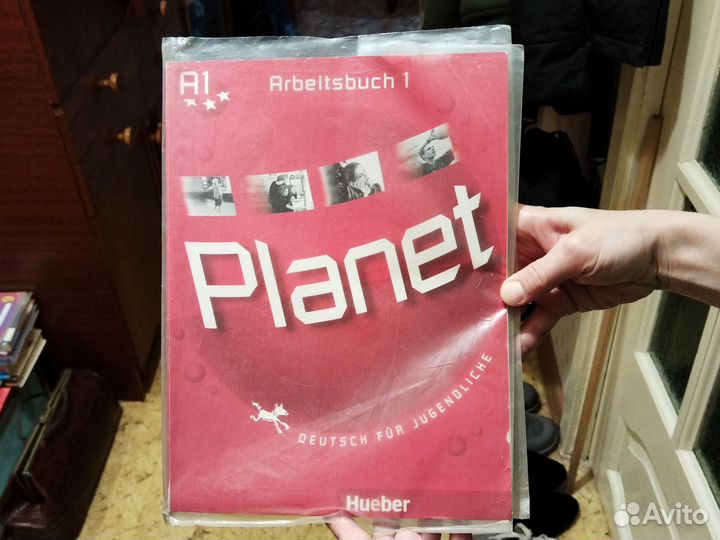 A1
Arbeitsbuch 1
Planet
DEUTSCH FÜR JUGENDLICHE
Hueber
Avito